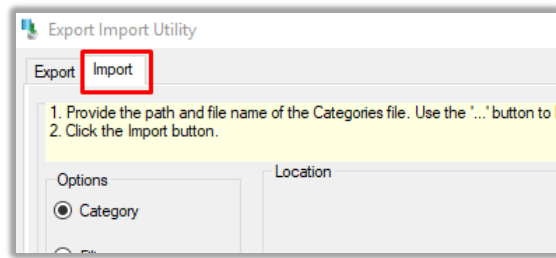 Export Import Utility
Export Import
1. Provide the path and file name of the Categories file. Use the '...' button to
2. Click the Import button.
Options
Location
Category